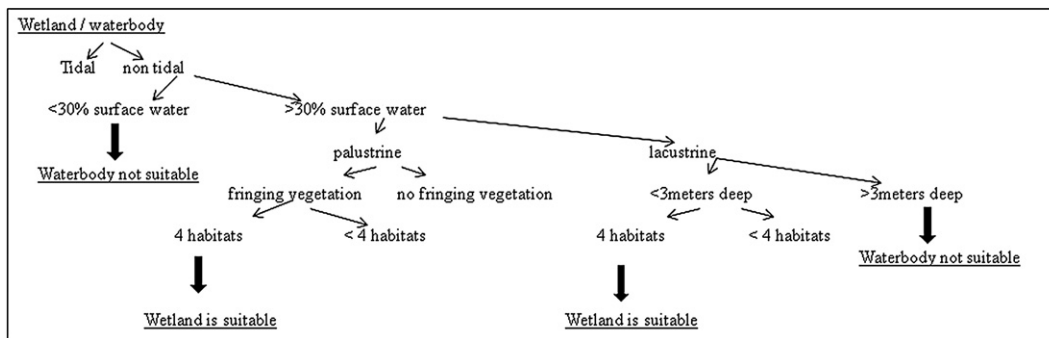 Wetland / waterbody
Tidal
non tidal
<30% surface water
>30% surface water
palustrine
lacustrine
Waterbody not suitable
fringing vegetation
no fringing vegetation
<3meters deep
>3meters deep
4 habitats
< 4 habitats
4 habitats
< 4 habitats
Waterbody not suitable
Wetland is suitable
Wetland is suitable